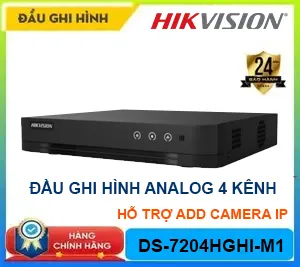 ĐẦU GHI HÌNH
HIKVISION
24
BẢO HÀNH
HIKVISION
ĐẦU GHI HÌNH ANALOG 4 KÊNH
HỖ TRỢ ADD CAMERA IP
HÀNG
CHÍNH HÃNG
DS-7204HGHI-M1